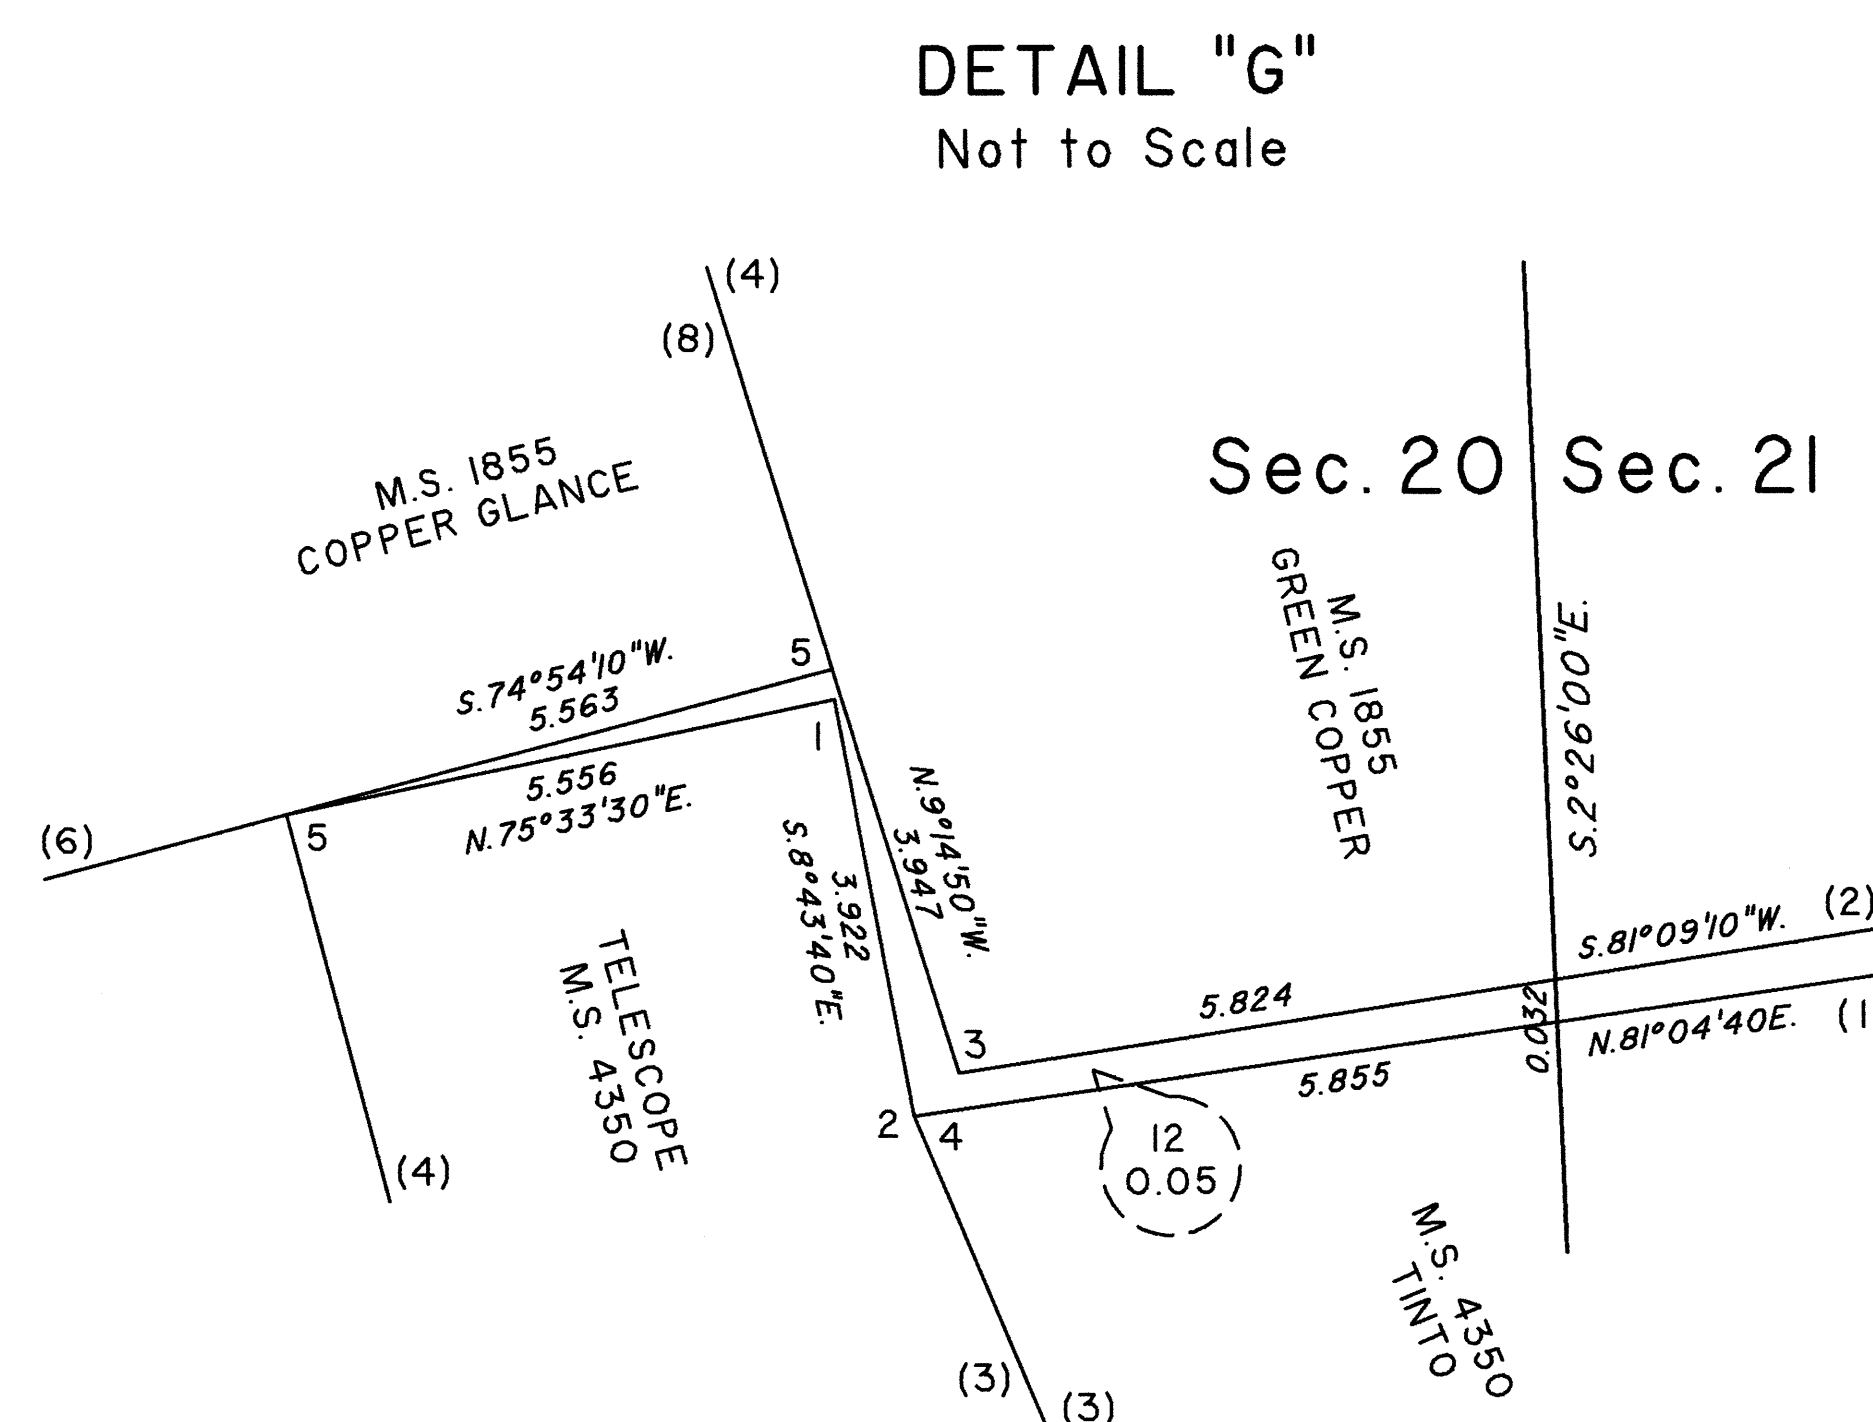 DETAIL "G"
Not to Scale
(4)
(8)
M.S. 1855
COPPER GLANCE
Sec. 20
Sec. 21
M.S. 1855
GREEN COPPER
S.2°26'00"E.
S.74°54'10"W.
5.563
5
1
5.556
N.75°33'30"E.
(6)
5
N.9°14'50"W.
3.947
3.922
S.8°43'40"E.
TELESCOPE
M.S. 4350
(4)
3
5.824
S.81°09'10"W.
(2)
0.032
N.81°04'40E.
(1
5.855
2
4
12
0.05
M.S. 4350
TINTO
(3)
(3)